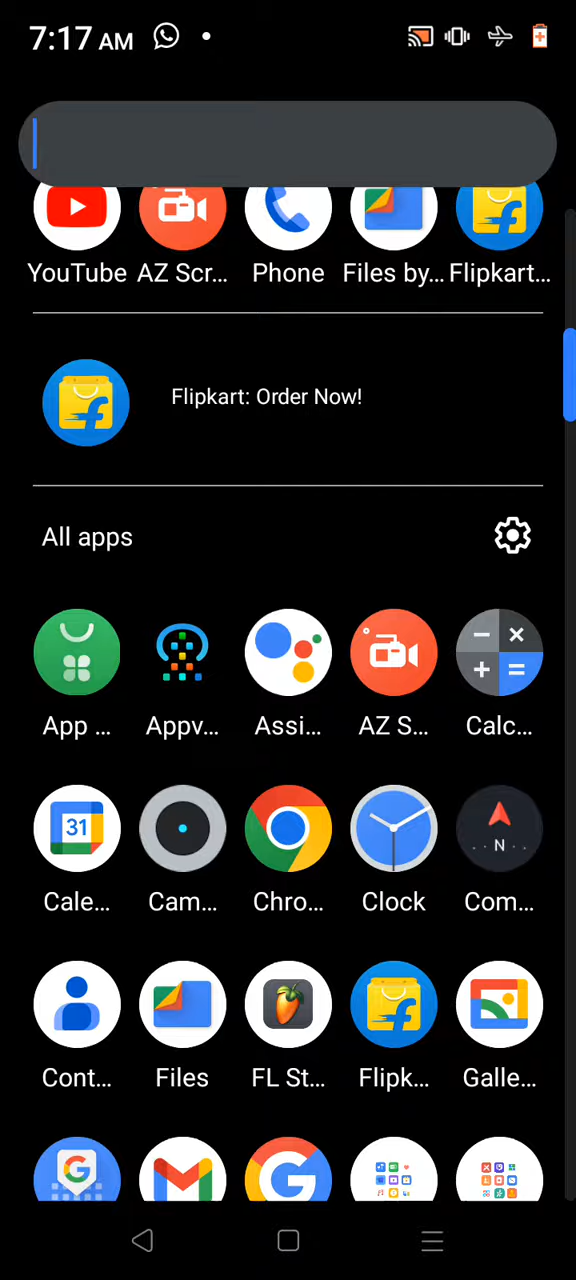 7:17 AM
YouTube AZ Scr... Phone Files by... Flipkart...
Flipkart: Order Now!
All apps
App ... Appv... Assi... AZ S... Calc...
31
N
Cale... Cam... Chro... Clock Com...
Cont... Files FL St... Flipk... Galle...